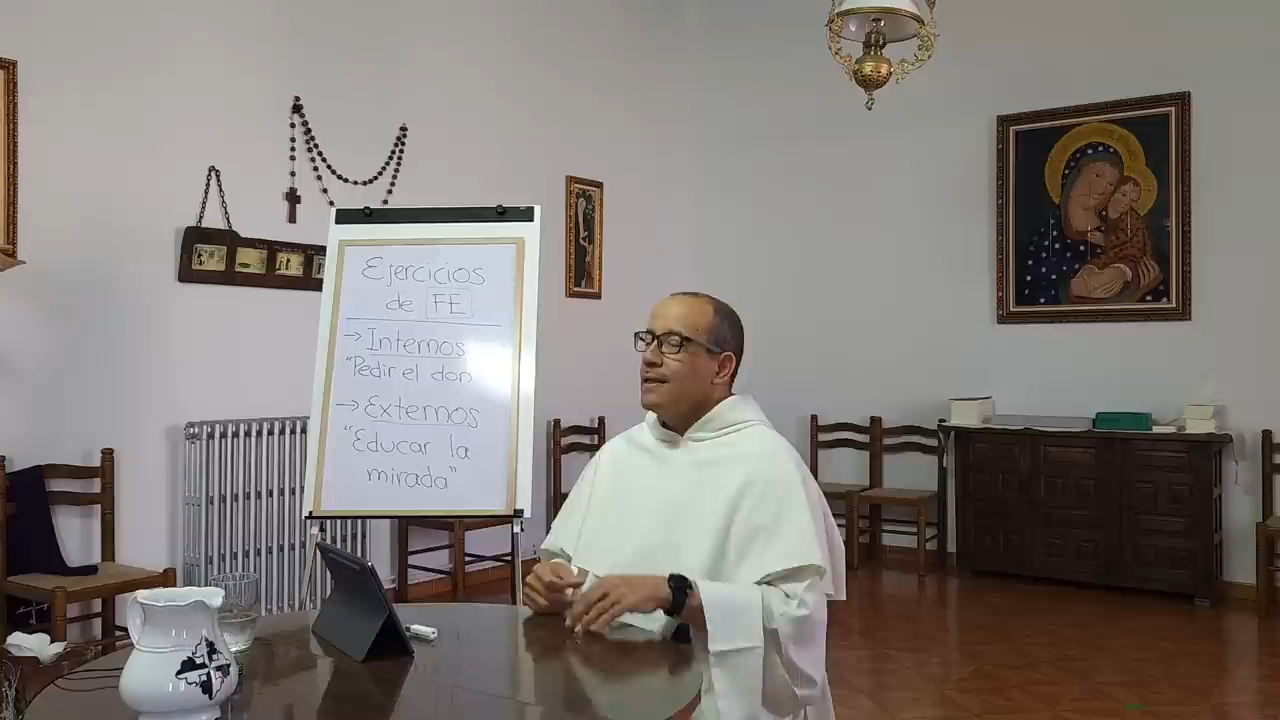 Ejercicios
de FE
→ Internos
"Pedir el don
→ Externos
"Educar la
mirada"